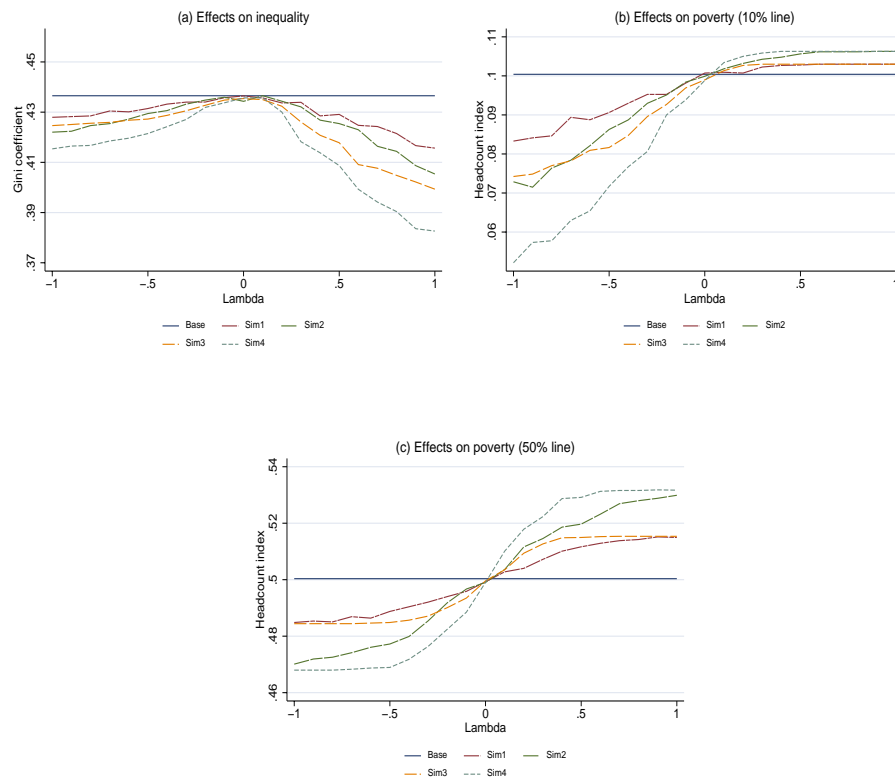 (a) Effects on inequality
Gini coefficient
.45
.43
.41
.39
.37
−1
−.5
0
.5
1
Lambda
Base
Sim1
Sim2
Sim3
Sim4
(b) Effects on poverty (10% line)
Headcount index
.11
.1
.09
.08
.07
.06
−1
−.5
0
.5
1
Lambda
Base
Sim1
Sim2
Sim3
Sim4
(c) Effects on poverty (50% line)
Headcount index
.54
.52
.5
.48
.46
−1
−.5
0
.5
1
Lambda
Base
Sim1
Sim2
Sim3
Sim4